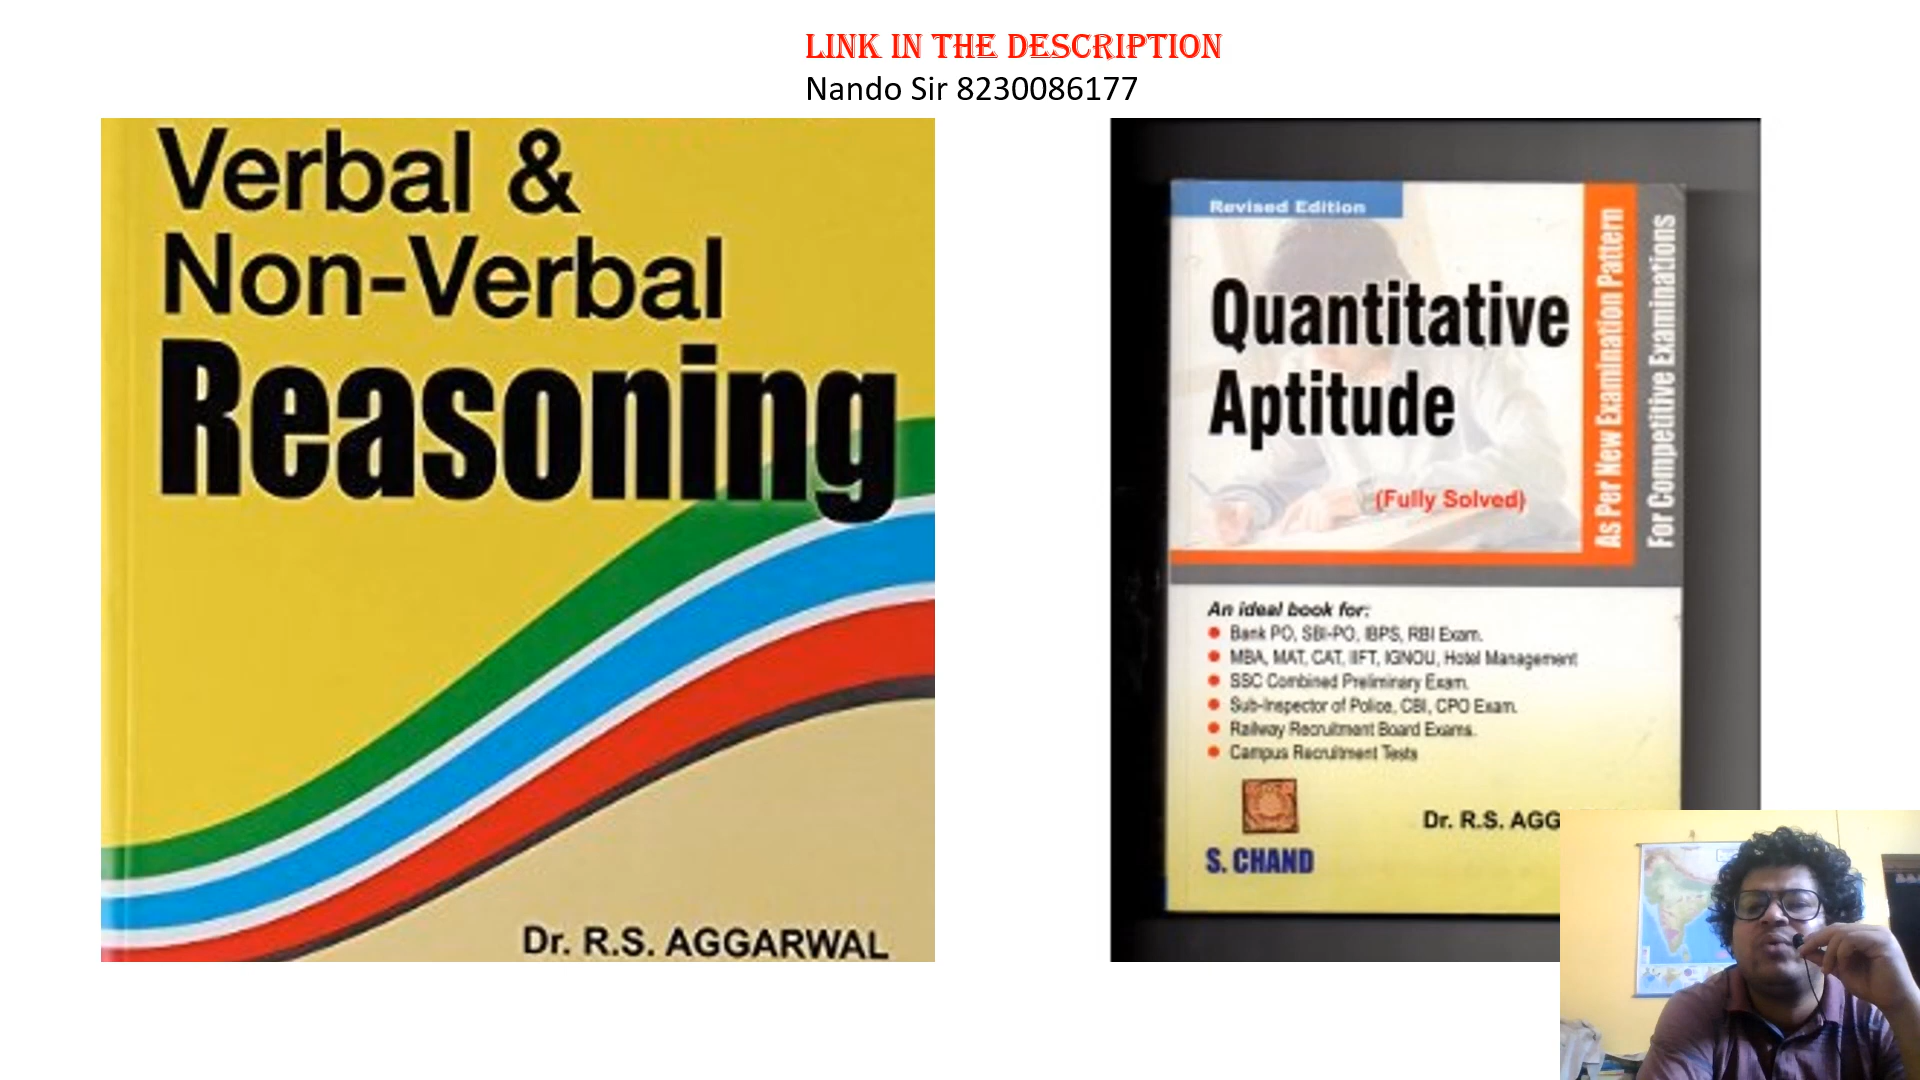 LINK IN THE DESCRIPTION
Nando Sir 8230086177
Verbal &
Non-Verbal
Reasoning
Dr. R.S. AGGARWAL
Revised Edition
Quantitative
Aptitude
(Fully Solved)
As Per New Examination Pattern
For Competitive Examinations
An ideal book for:
Bank PO, SBI-PO, IBPS, RBI Exam.
MBA, MAT, CAT, IIFT, IGNOU, Hotel Management
SSC Combined Preliminary Exam.
Sub-Inspector of Police, CBI, CPO Exam.
Railway Recruitment Board Exams.
Campus Recruitment Tests
Dr. R.S. AGG
S. CHAND